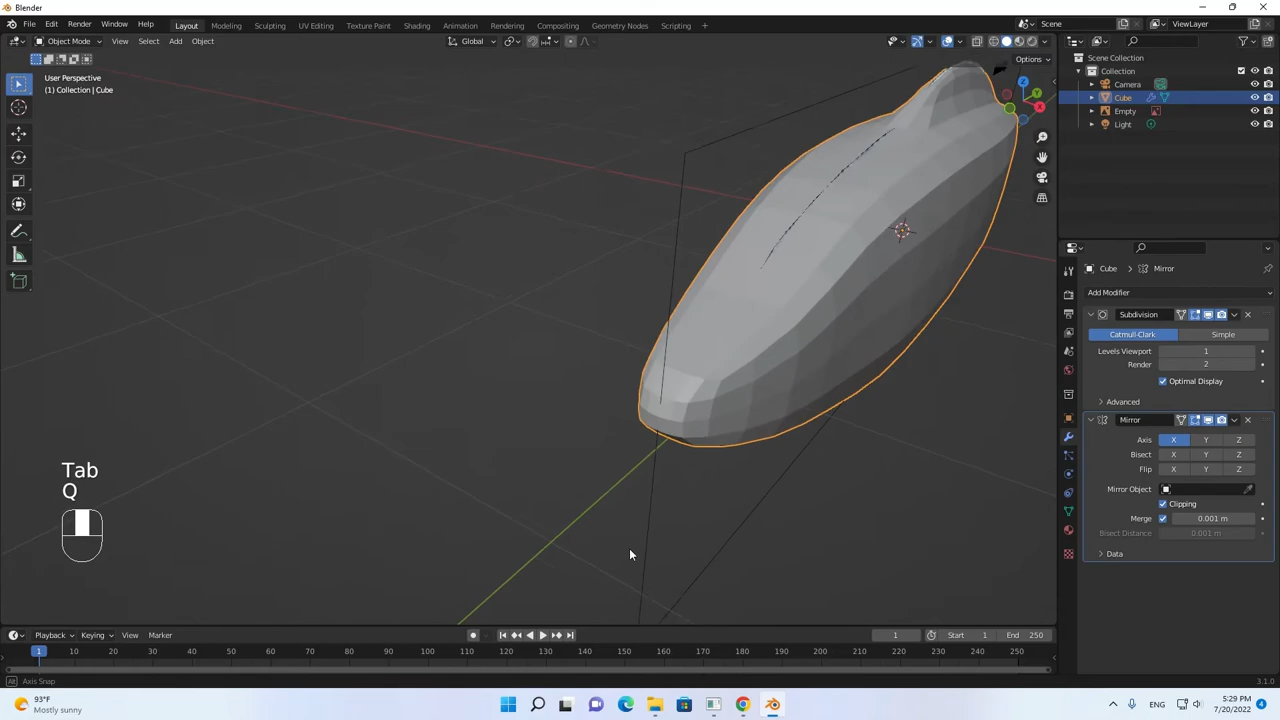 Blender
File Edit Render Window Help Layout Modeling Sculpting UV Editing Texture Paint Shading Animation Rendering Compositing Geometry Nodes Scripting + Scene ViewLayer
Object Mode View Select Add Object Global
Options
User Perspective
(1) Collection | Cube
Z
Y
X
Scene Collection
Collection
Camera
Cube
Empty
Light
Cube > Mirror
Add Modifier
Subdivision
Catmull-Clark Simple
Levels Viewport 1
Render 2
Optimal Display
Advanced
Mirror
Axis X Y Z
Bisect X Y Z
Flip X Y Z
Mirror Object
Clipping
Merge 0.001 m
Bisect Distance 0.001 m
Data
Tab
Q
Playback Keying View Marker 1 Start 1 End 250
1 10 20 30 40 50 60 70 80 90 100 110 120 130 140 150 160 170 180 190 200 210 220 230 240 250
Alt Axis Snap 3.1.0
93°F
Mostly sunny
ENG
5:29 PM
7/20/2022
4